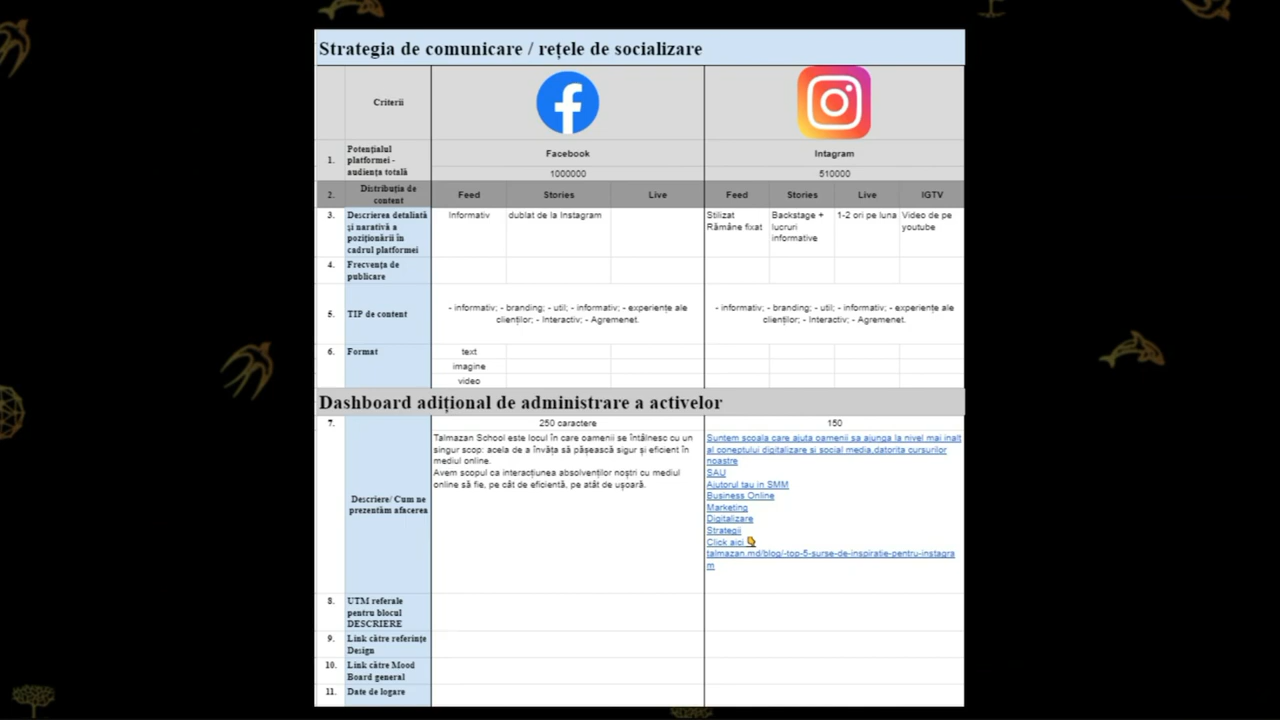 Strategia de comunicare / rețele de socializare
Criterii
1. Potențialul platformei - audiența totală
Facebook
Intagram
1000000
510000
2. Distribuția de content
Feed
Stories
Live
Feed
Stories
Live
IGTV
3. Descrierea detaliată și narativă a poziționării în cadrul platformei
Informativ
dublat de la Instagram
Stilizat
Rămâne fixat
Backstage +
lucruri
informative
1-2 ori pe luna
Video de pe
youtube
4. Frecvența de publicare
5. TIP de content
- informativ; - branding; - util; - informativ; - experiențe ale
clienților; - Interactiv; - Agremenet.
- informativ; - branding; - util; - informativ; - experiențe ale
clienților; - Interactiv; - Agremenet.
6. Format
text
imagine
video
Dashboard adițional de administrare a activelor
7.
250 caractere
150
Descriere/ Cum ne
prezentăm afacerea
Talmazan School este locul în care oamenii se întâlnesc cu un
singur scop: acela de a învăța să pășească sigur și eficient în
mediul online.
Avem scopul ca interacțiunea absolvenților noștri cu mediul
online să fie, pe cât de eficientă, pe atât de ușoară.
Suntem scoala care ajuta oamenii sa ajunga la nivel mai inalt
al coneptului digitalizare si social media,datorita cursurilor
noastre
SAU
Ajutorul tau in SMM
Business Online
Marketing
Digitalizare
Strategii
Click aici 👇
talmazan.md/blog/-top-5-surse-de-inspiratie-pentru-instagra
m
8. UTM referale
pentru blocul
DESCRIERE
9. Link către referințe
Design
10. Link către Mood
Board general
11. Date de logare